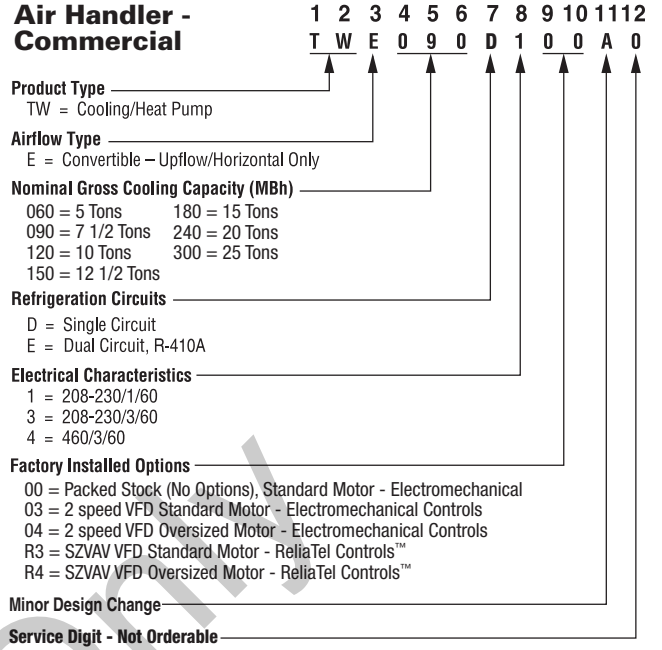 Air Handler - Commercial
1 2 3 4 5 6 7 8 9 10 11 12
T W E 0 9 0 D 1 0 0 A 0
Product Type
TW = Cooling/Heat Pump
Airflow Type
E = Convertible – Upflow/Horizontal Only
Nominal Gross Cooling Capacity (MBh)
060 = 5 Tons 180 = 15 Tons
090 = 7 1/2 Tons 240 = 20 Tons
120 = 10 Tons 300 = 25 Tons
150 = 12 1/2 Tons
Refrigeration Circuits
D = Single Circuit
E = Dual Circuit, R-410A
Electrical Characteristics
1 = 208-230/1/60
3 = 208-230/3/60
4 = 460/3/60
Factory Installed Options
00 = Packed Stock (No Options), Standard Motor - Electromechanical
03 = 2 speed VFD Standard Motor - Electromechanical Controls
04 = 2 speed VFD Oversized Motor - Electromechanical Controls
R3 = SZVAV VFD Standard Motor - ReliaTel Controls™
R4 = SZVAV VFD Oversized Motor - ReliaTel Controls™
Minor Design Change
Service Digit - Not Orderable
Only